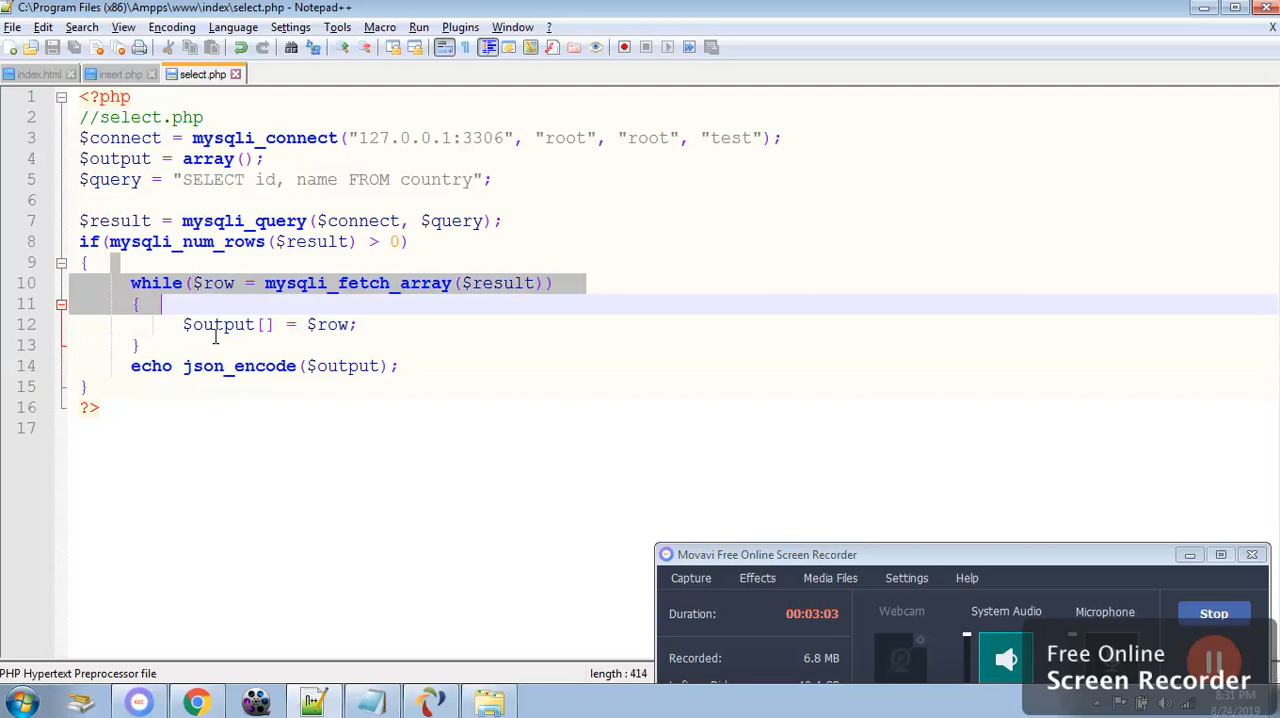 C:\Program Files (x86)\Ampps\www\index\select.php - Notepad++
File Edit Search View Encoding Language Settings Tools Macro Run Plugins Window ? X
index.html insert.php select.php
1 <?php
2 //select.php
3 $connect = mysqli_connect("127.0.0.1:3306", "root", "root", "test");
4 $output = array();
5 $query = "SELECT id, name FROM country";
6
7 $result = mysqli_query($connect, $query);
8 if(mysqli_num_rows($result) > 0)
9 {
10 while($row = mysqli_fetch_array($result))
11 {
12 $output[] = $row;
13 }
14 echo json_encode($output);
15 }
16 ?>
17
Movavi Free Online Screen Recorder
Capture Effects Media Files Settings Help
Duration: 00:03:03 Webcam System Audio Microphone Stop
Recorded: 6.8 MB
Free Online
Screen Recorder
PHP Hypertext Preprocessor file length : 414
8:31 PM
8/24/2019